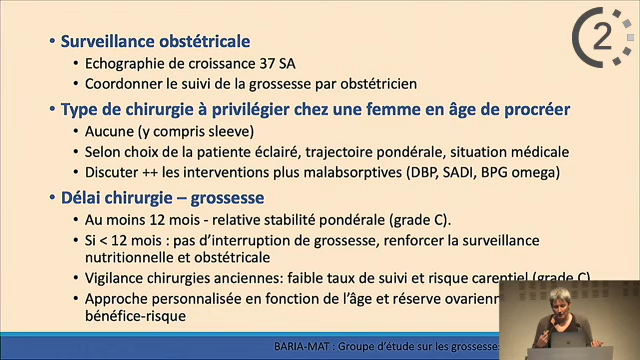 2
• Surveillance obstétricale
• Echographie de croissance 37 SA
• Coordonner le suivi de la grossesse par obstétricien
• Type de chirurgie à privilégier chez une femme en âge de procréer
• Aucune (y compris sleeve)
• Selon choix de la patiente éclairé, trajectoire pondérale, situation médicale
• Discuter ++ les interventions plus malabsorptives (DBP, SADI, BPG omega)
• Délai chirurgie – grossesse
• Au moins 12 mois - relative stabilité pondérale (grade C).
• Si < 12 mois : pas d'interruption de grossesse, renforcer la surveillance
nutritionnelle et obstétricale
• Vigilance chirurgies anciennes: faible taux de suivi et risque carentiel (grade C)
• Approche personnalisée en fonction de l'âge et réserve ovarienn
bénéfice-risque
BARIA-MAT : Groupe d'étude sur les grossesses